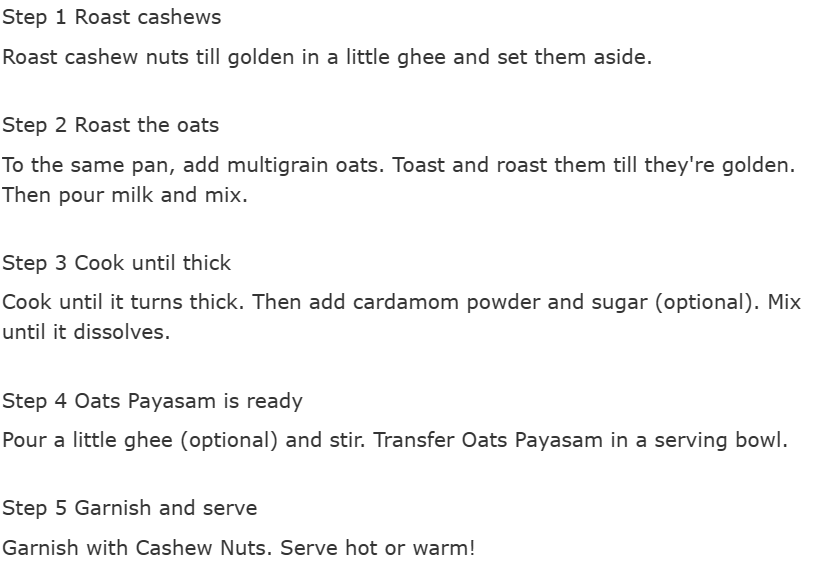 Step 1 Roast cashews
Roast cashew nuts till golden in a little ghee and set them aside.
Step 2 Roast the oats
To the same pan, add multigrain oats. Toast and roast them till they're golden.
Then pour milk and mix.
Step 3 Cook until thick
Cook until it turns thick. Then add cardamom powder and sugar (optional). Mix
until it dissolves.
Step 4 Oats Payasam is ready
Pour a little ghee (optional) and stir. Transfer Oats Payasam in a serving bowl.
Step 5 Garnish and serve
Garnish with Cashew Nuts. Serve hot or warm!